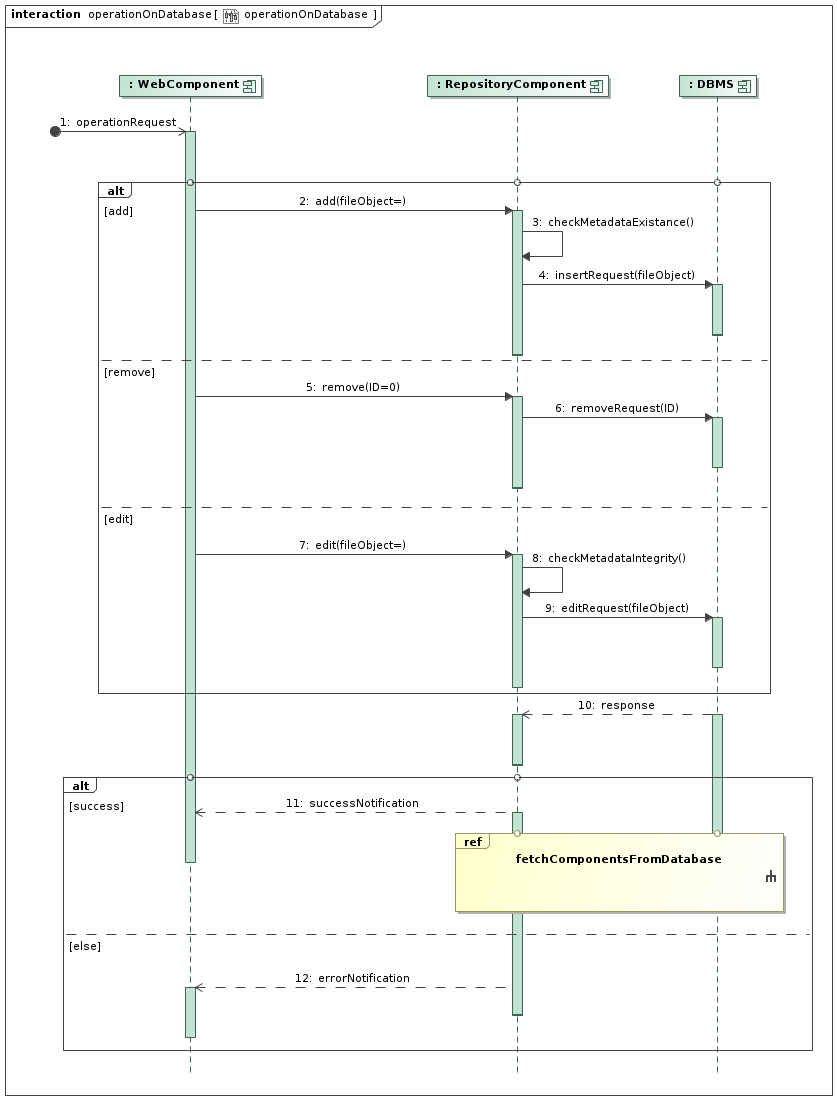 interaction operationOnDatabase[ operationOnDatabase ]
: WebComponent
: RepositoryComponent
: DBMS
1: operationRequest
alt
[add]
2: add(fileObject=)
3: checkMetadataExistance()
4: insertRequest(fileObject)
[remove]
5: remove(ID=0)
6: removeRequest(ID)
[edit]
7: edit(fileObject=)
8: checkMetadataIntegrity()
9: editRequest(fileObject)
10: response
alt
[success]
11: successNotification
ref
fetchComponentsFromDatabase
[else]
12: errorNotification